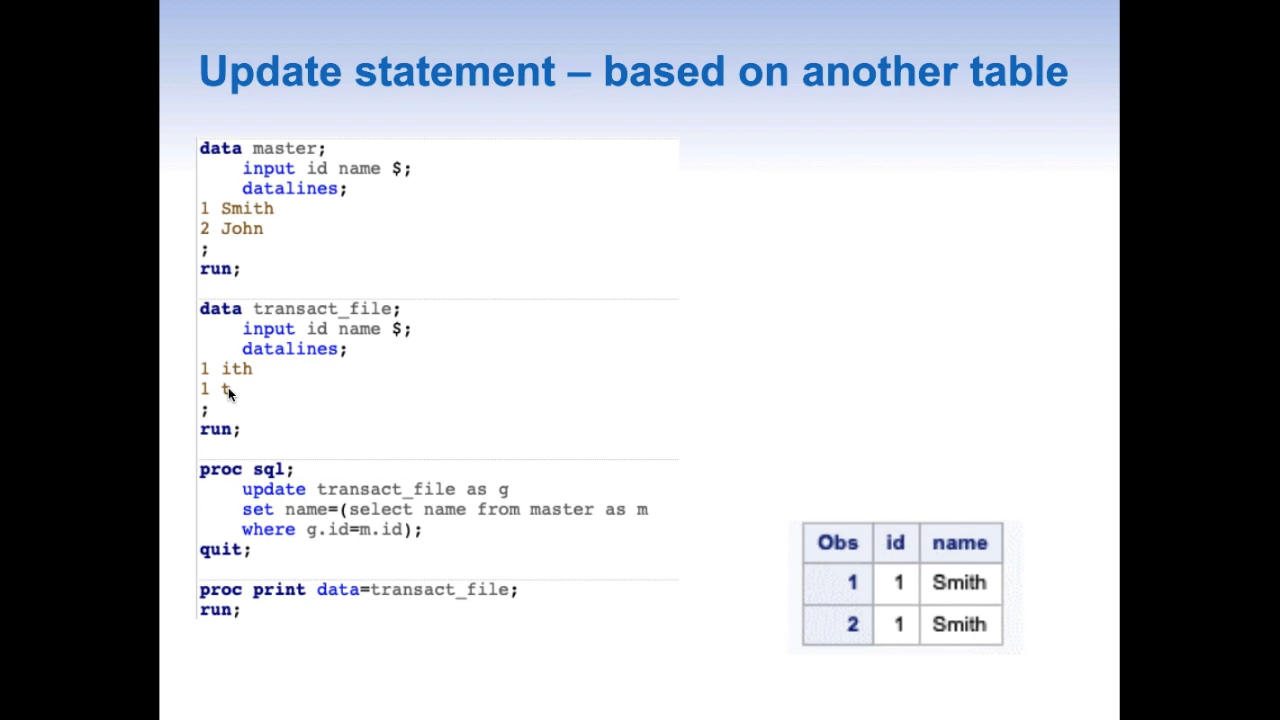 Update statement – based on another table
data master;
input id name $;
datalines;
1 Smith
2 John
;
run;
data transact_file;
input id name $;
datalines;
1 ith
1 t
;
run;
proc sql;
update transact_file as g
set name=(select name from master as m
where g.id=m.id);
quit;
proc print data=transact_file;
run;
Obs id name
1 1 Smith
2 1 Smith